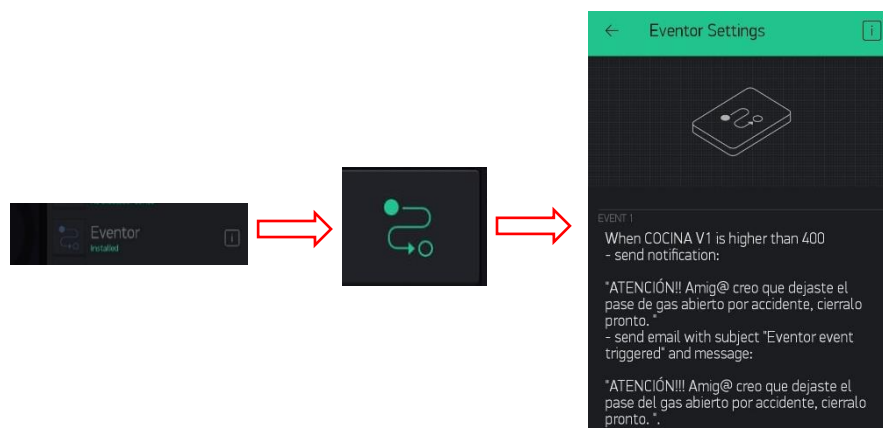 Eventor
Installed
Eventor Settings
i
EVENT 1
When COCINA V1 is higher than 400
- send notification:
"ATENCIÓN!! Amig@ creo que dejaste el
pase de gas abierto por accidente, cierralo
pronto. "
- send email with subject "Eventor event
triggered" and message:
"ATENCIÓN!!! Amig@ creo que dejaste el
pase del gas abierto por accidente, cierralo
pronto. ".